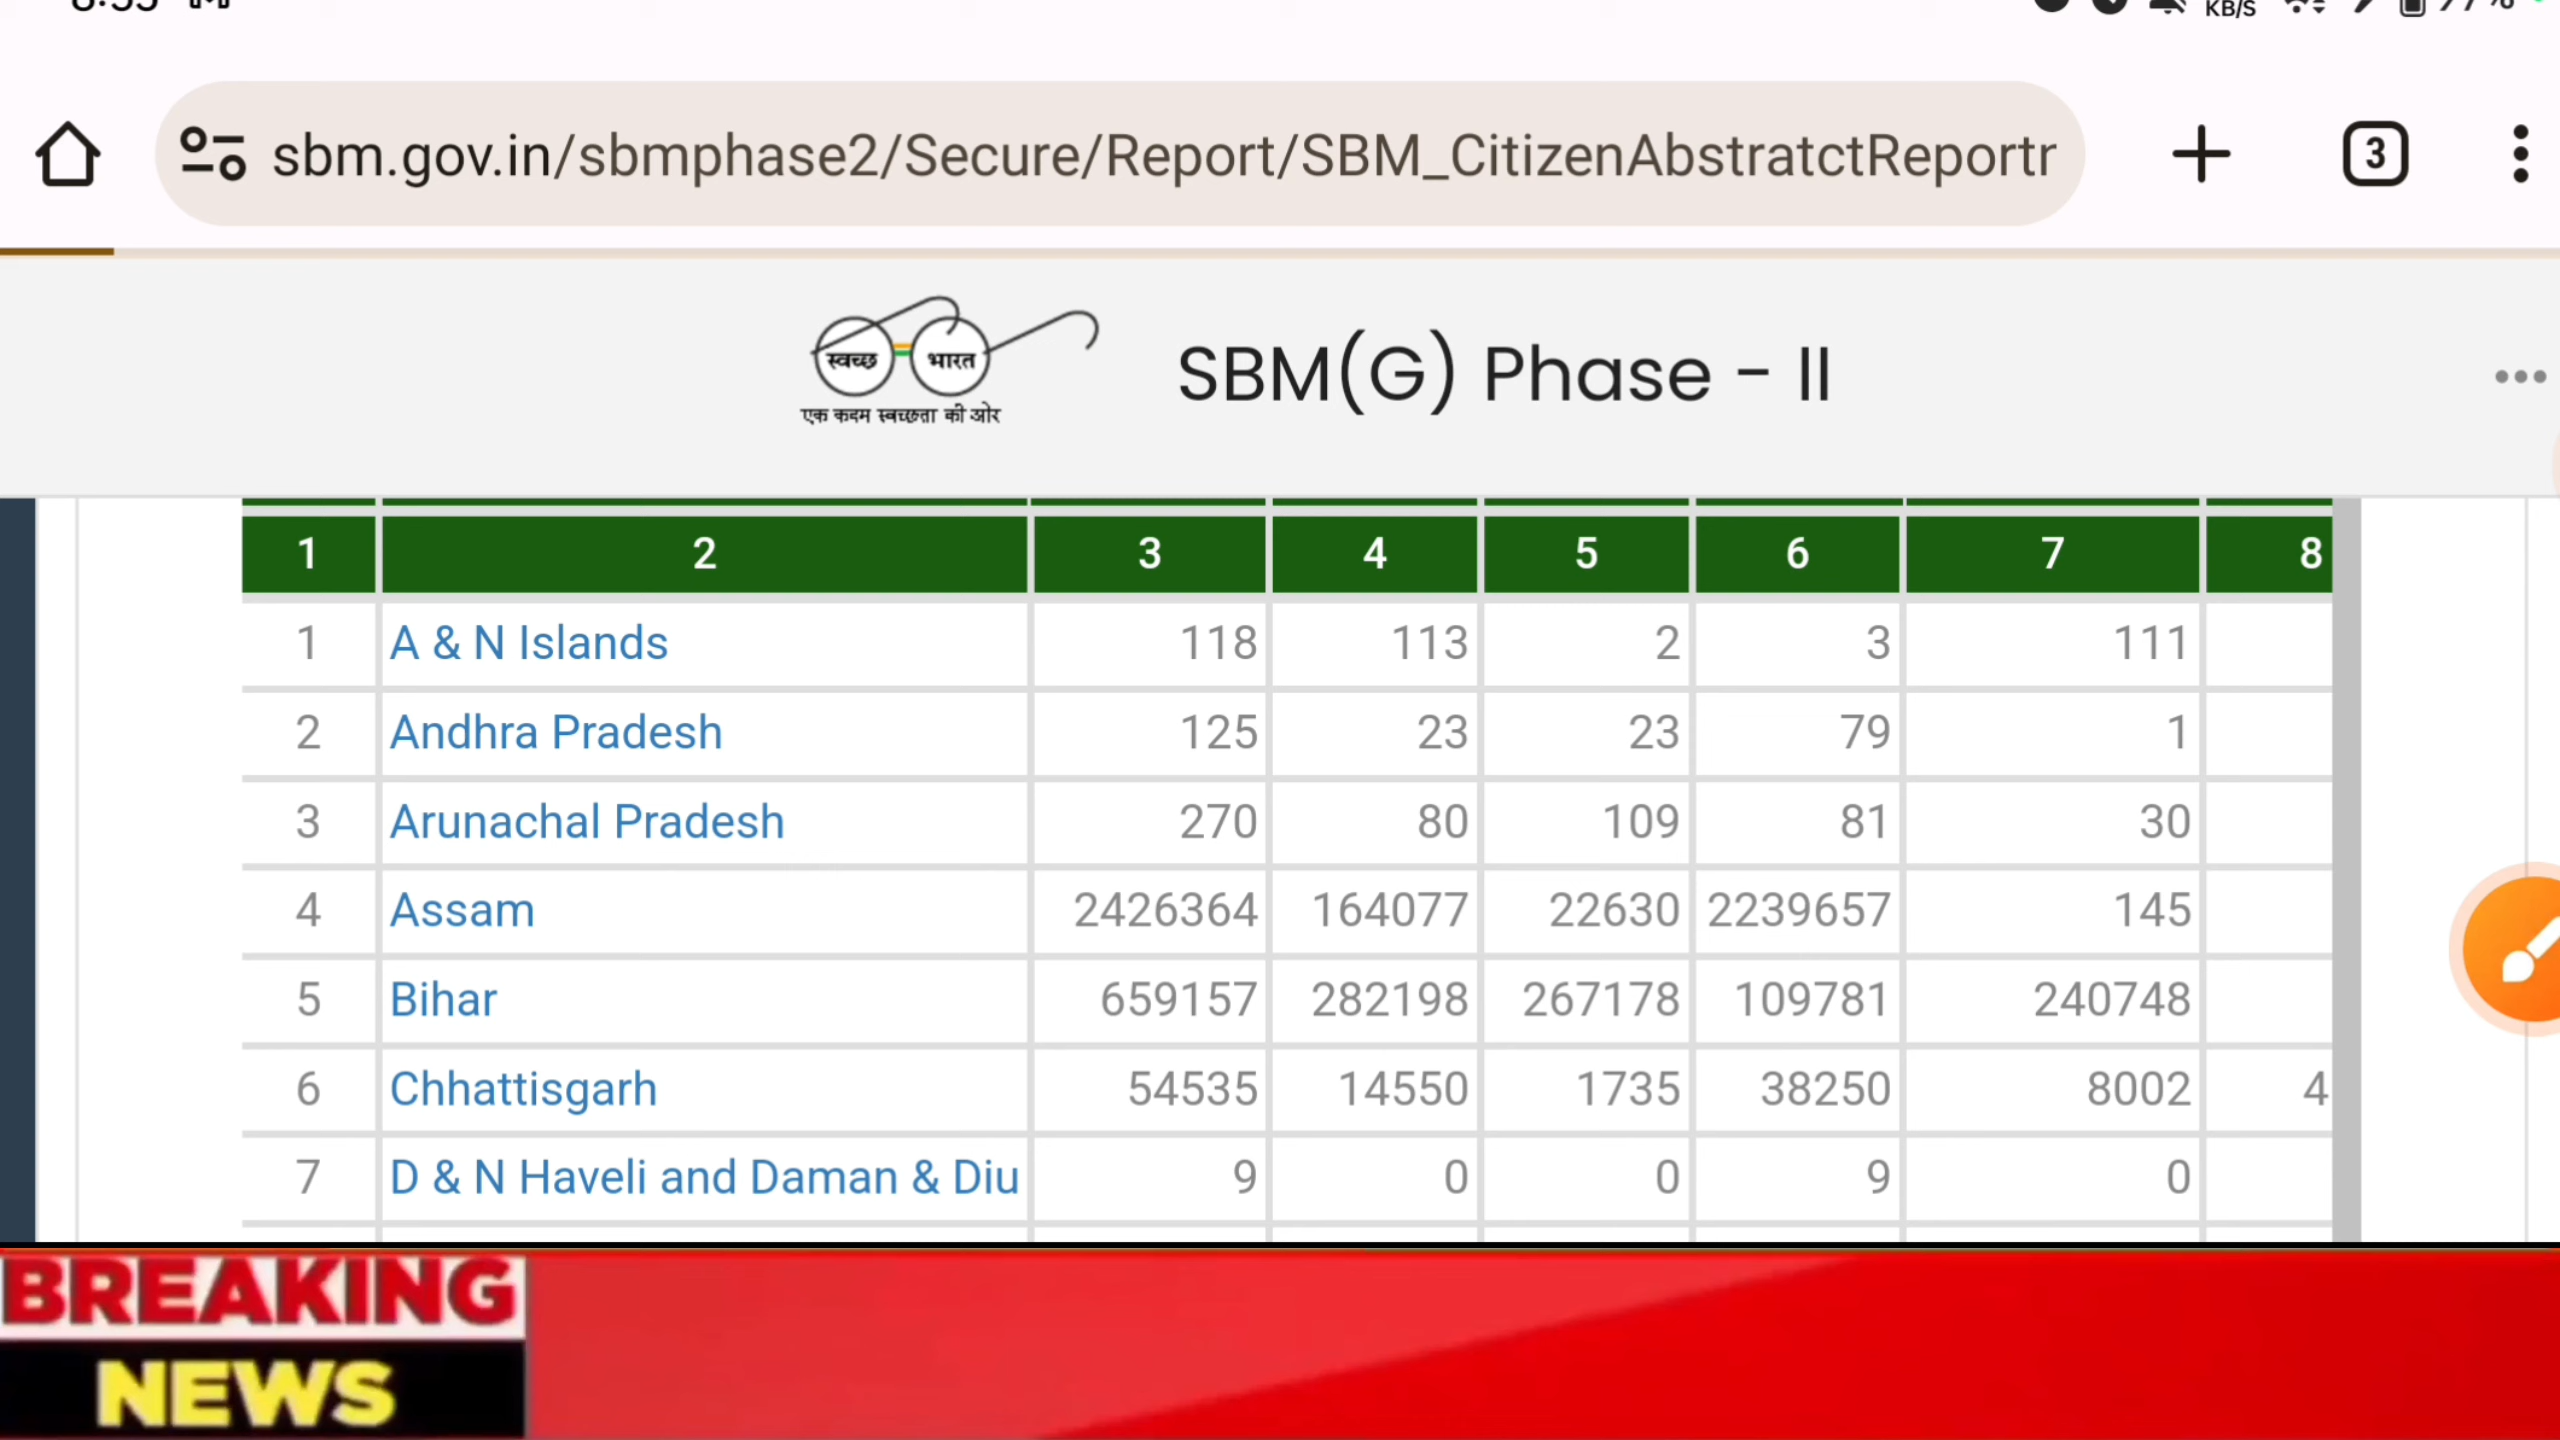 KB/S
sbm.gov.in/sbmphase2/Secure/Report/SBM_CitizenAbstratctReportr
3
स्वच्छ भारत
एक कदम स्वच्छता की ओर
SBM(G) Phase - II
1 2 3 4 5 6 7 8
1 A & N Islands 118 113 2 3 111
2 Andhra Pradesh 125 23 23 79 1
3 Arunachal Pradesh 270 80 109 81 30
4 Assam 2426364 164077 22630 2239657 145
5 Bihar 659157 282198 267178 109781 240748
6 Chhattisgarh 54535 14550 1735 38250 8002 4
7 D & N Haveli and Daman & Diu 9 0 0 9 0
BREAKING
NEWS